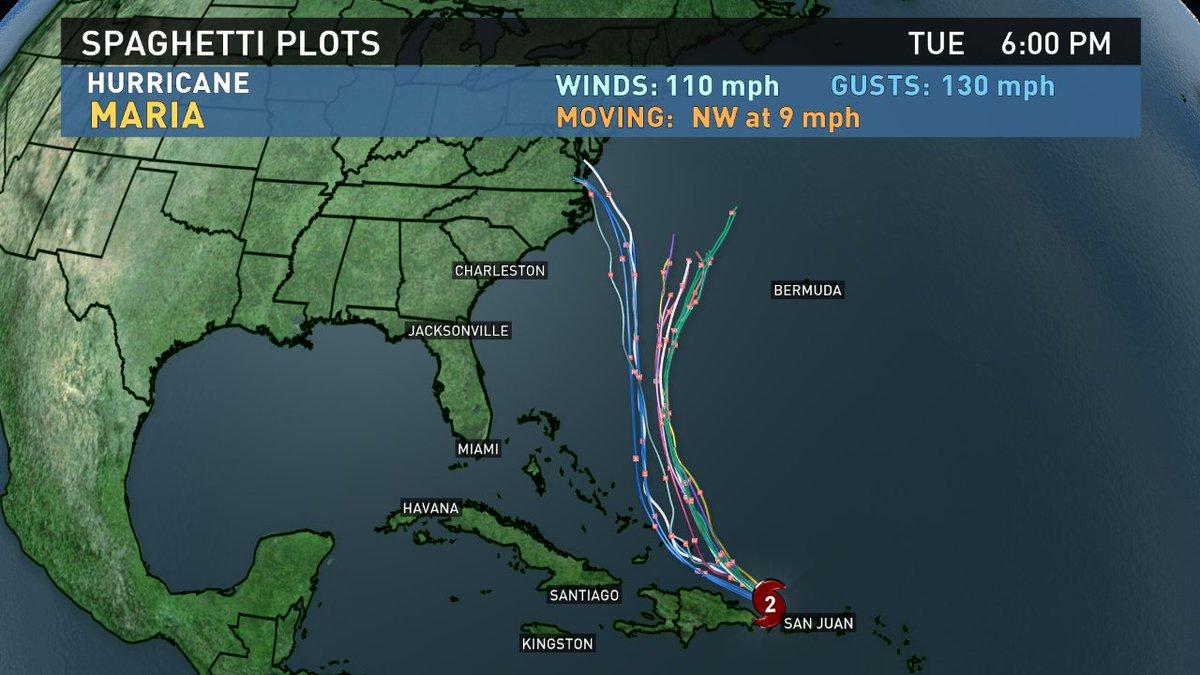 SPAGHETTI PLOTS
TUE 6:00 PM
HURRICANE
MARIA
WINDS: 110 mph
GUSTS: 130 mph
MOVING: NW at 9 mph
CHARLESTON
BERMUDA
JACKSONVILLE
MIAMI
HAVANA
SANTIAGO
2
SAN JUAN
KINGSTON